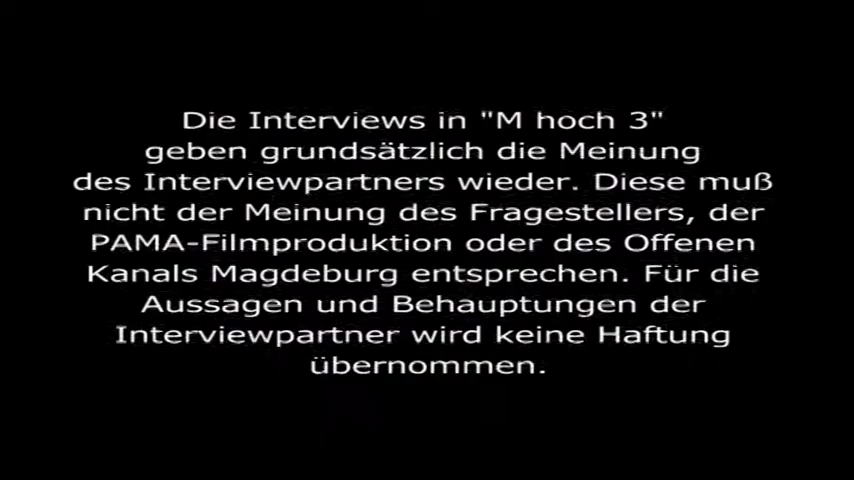 Die Interviews in "M hoch 3"
geben grundsätzlich die Meinung
des Interviewpartners wieder. Diese muß
nicht der Meinung des Fragestellers, der
PAMA-Filmproduktion oder des Offenen
Kanals Magdeburg entsprechen. Für die
Aussagen und Behauptungen der
Interviewpartner wird keine Haftung
übernommen.